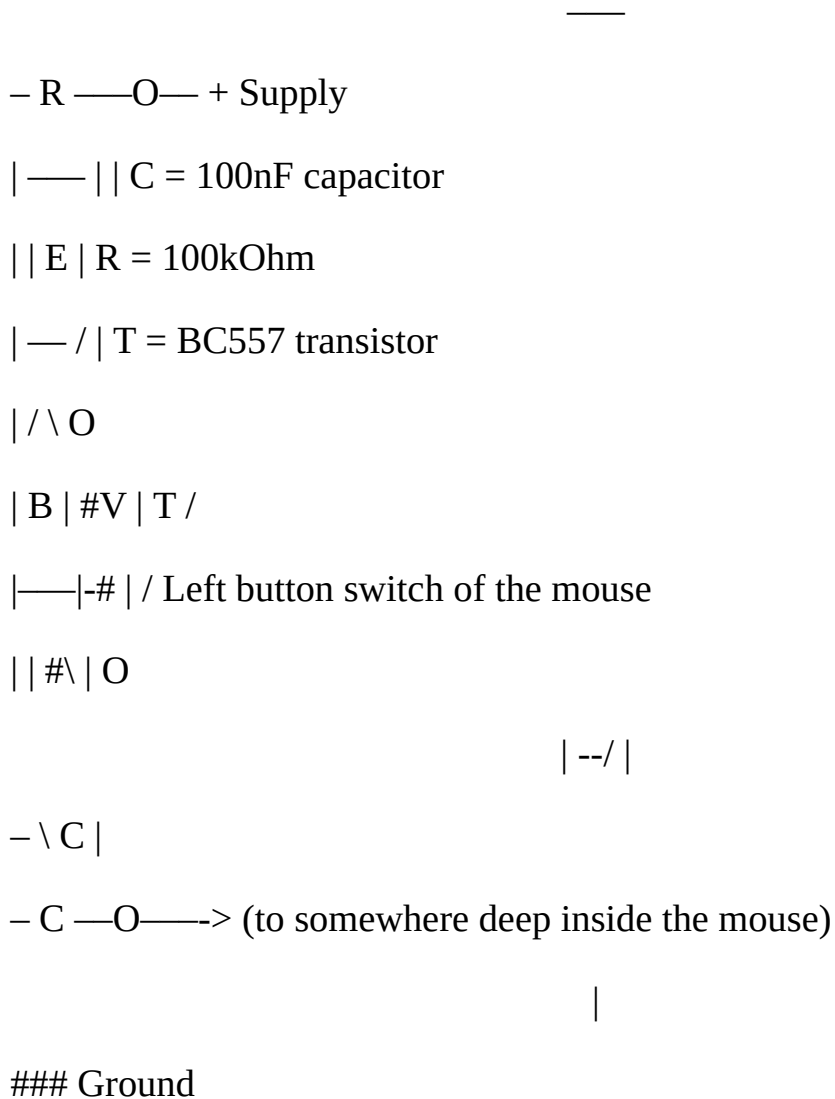 –––
– R –––O–– + Supply
| ––– | | C = 100nF capacitor
| | E | R = 100kOhm
| –– / | T = BC557 transistor
| / \ O
| B | #V | T /
|–––|-# | / Left button switch of the mouse
| | #\ | O
| --/ |
– \ C |
– C ––O–––-> (to somewhere deep inside the mouse)
|
### Ground